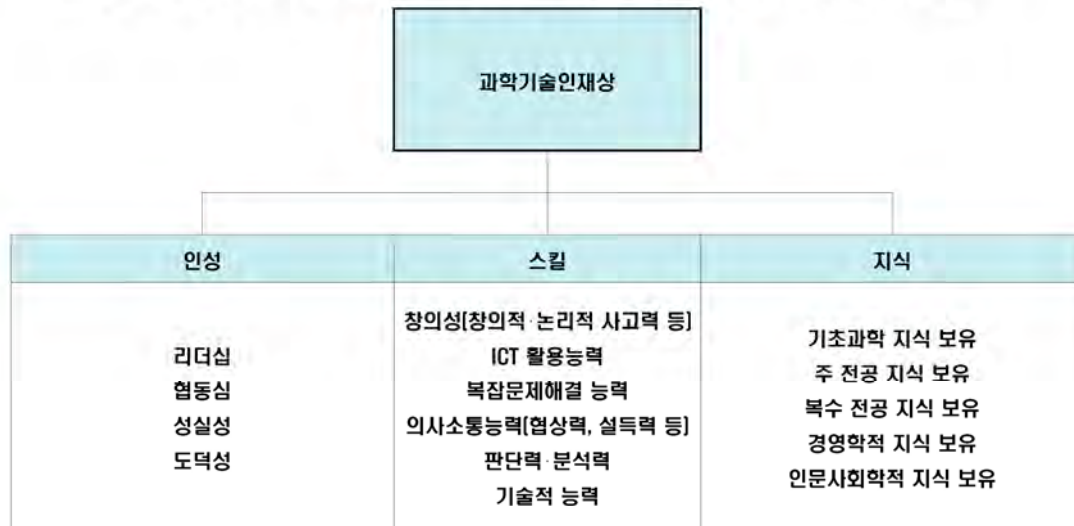 과학기술인재상
인성
스킬
지식
리더십
협동심
성실성
도덕성
창의성[창의적·논리적 사고력 등]
ICT 활용능력
복잡문제해결 능력
의사소통능력[협상력, 설득력 등]
판단력·분석력
기술적 능력
기초과학 지식 보유
주 전공 지식 보유
복수 전공 지식 보유
경영학적 지식 보유
인문사회학적 지식 보유